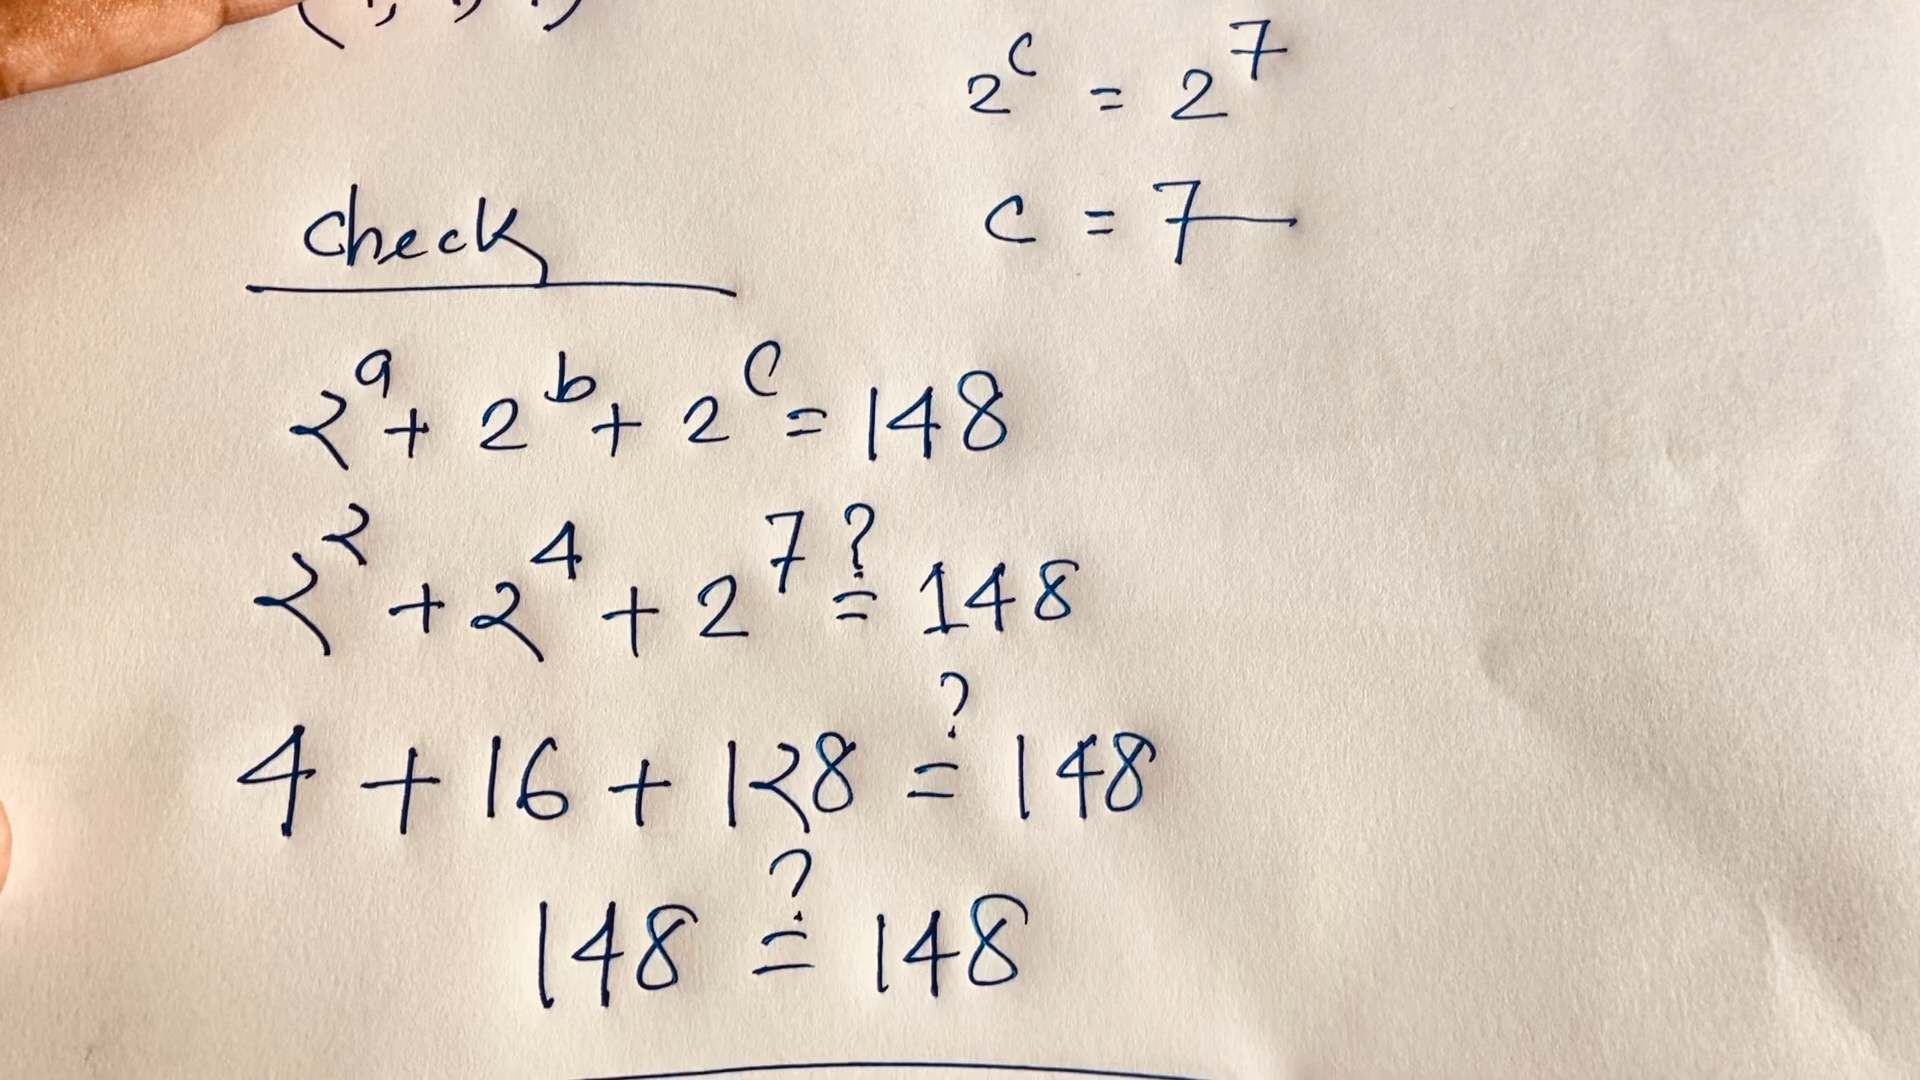 2^c = 2^7
c = 7
check
2^a + 2^b + 2^c = 148
2^2 + 2^4 + 2^7 ?= 148
4 + 16 + 128 ?= 148
148 ?= 148